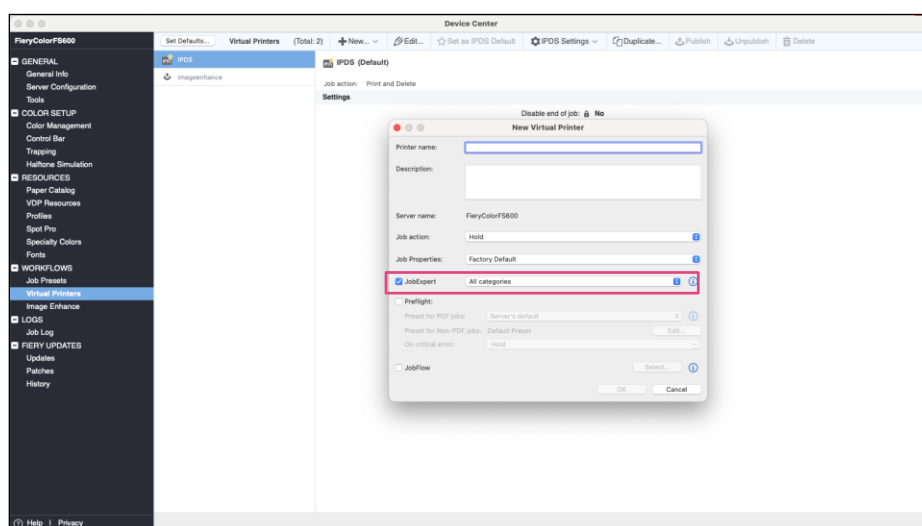 Device Center
FieryColorFS600
Set Defaults... Virtual Printers (Total: 2) New... Edit... Set as IPDS Default IPDS Settings Duplicate... Publish Unpublish Delete
GENERAL
General Info
Server Configuration
Tools
COLOR SETUP
Color Management
Control Bar
Trapping
Halftone Simulation
RESOURCES
Paper Catalog
VDP Resources
Profiles
Spot Pro
Specialty Colors
Fonts
WORKFLOWS
Job Presets
Virtual Printers
Image Enhance
LOGS
Job Log
FIERY UPDATES
Updates
Patches
History
Help | Privacy
IPDS
imageenhance
IPDS (Default)
Job action: Print and Delete
Settings
Disable end of job: No
New Virtual Printer
Printer name:
Description:
Server name: FieryColorFS600
Job action: Hold
Job Properties: Factory Default
JobExpert All categories
Preflight:
Preset for PDF jobs: Server's default
Preset for Non-PDF jobs: Default Preset Edit...
On critical error: Hold
JobFlow Select...
OK Cancel